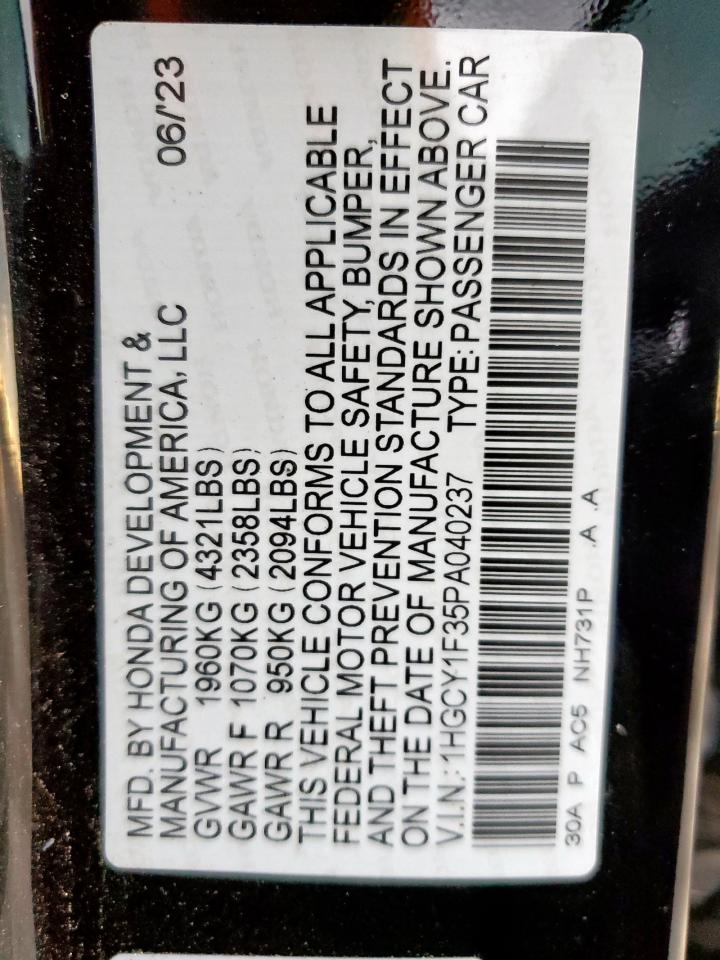 MFD. BY HONDA DEVELOPMENT &
MANUFACTURING OF AMERICA, LLC 06/'23
GVWR 1960KG (4321LBS)
GAWR F 1070KG (2358LBS)
GAWR R 950KG (2094LBS)
THIS VEHICLE CONFORMS TO ALL APPLICABLE
FEDERAL MOTOR VEHICLE SAFETY, BUMPER,
AND THEFT PREVENTION STANDARDS IN EFFECT
ON THE DATE OF MANUFACTURE SHOWN ABOVE.
V.I.N.: 1HGCY1F35PA040237 TYPE: PASSENGER CAR
30A P AC5 NH731P .A .A